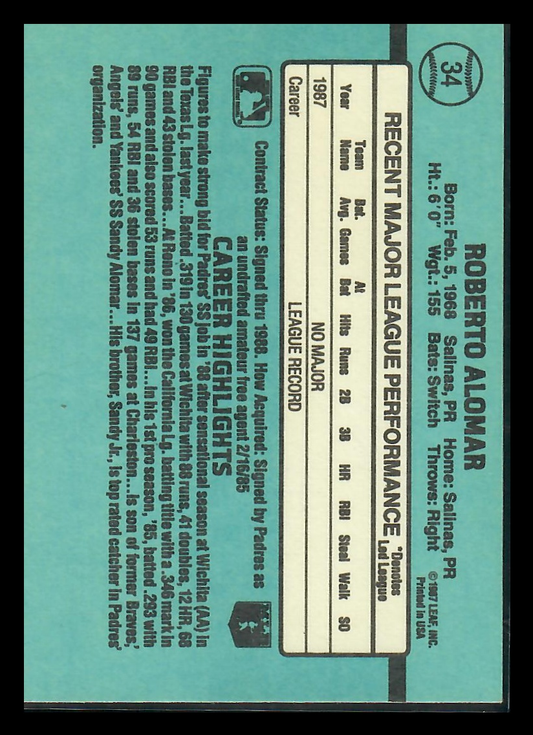 34
ROBERTO ALOMAR
Born: Feb. 5, 1968 Salinas, PR Home: Salinas, PR
Ht.: 6'0" Wgt.: 155 Bats: Switch Throws: Right
© 1987 LEAF, INC.
Printed in USA
RECENT MAJOR LEAGUE PERFORMANCE
*Denotes
Led League
Year Team Name Bat. Avg. Games At Bat Hits Runs 2B 3B HR RBI Steal Walk SO
1987 NO MAJOR
Career LEAGUE RECORD
Contract Status: Signed thru 1988. How Acquired: Signed by Padres as
an undrafted amateur free agent 2/16/85
CAREER HIGHLIGHTS
Figures to make strong bid for Padres' SS job in '88 after sensational season at Wichita (AA) in
the Texas Lg. last year... Batted .319 in 130 games at Wichita with 88 runs, 41 doubles, 12 HR, 68
RBI and 43 stolen bases... At Reno in '86, won the California Lg. batting title with a .346 mark in
90 games and also scored 53 runs and had 49 RBI... In his 1st pro season, '85, batted .293 with
89 runs, 54 RBI and 36 stolen bases in 137 games at Charleston... Is son of former Braves,'
Angels' and Yankees' SS Sandy Alomar... His brother, Sandy Jr., is top rated catcher in Padres'
organization.